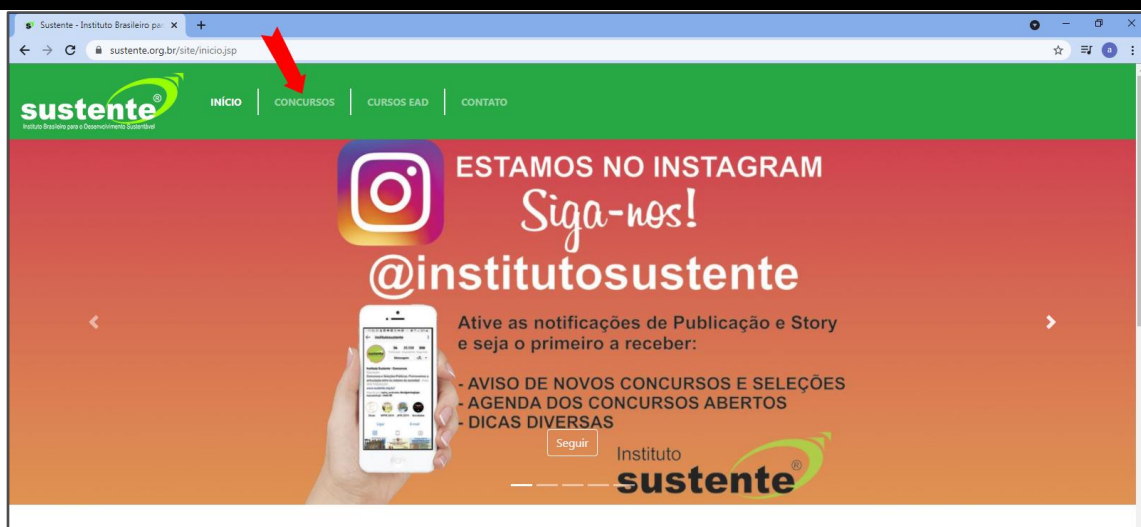 Sustente - Instituto Brasileiro pa
sustente.org.br/site/inicio.jsp
a
sustente®
Instituto Brasileiro para o Desenvolvimento Sustentável
INÍCIO
CONCURSOS
CURSOS EAD
CONTATO
ESTAMOS NO INSTAGRAM
Siga-nos!
@institutosustente
Ative as notificações de Publicação e Story
e seja o primeiro a receber:
- AVISO DE NOVOS CONCURSOS E SELEÇÕES
- AGENDA DOS CONCURSOS ABERTOS
- DICAS DIVERSAS
Seguir
Instituto
sustente®